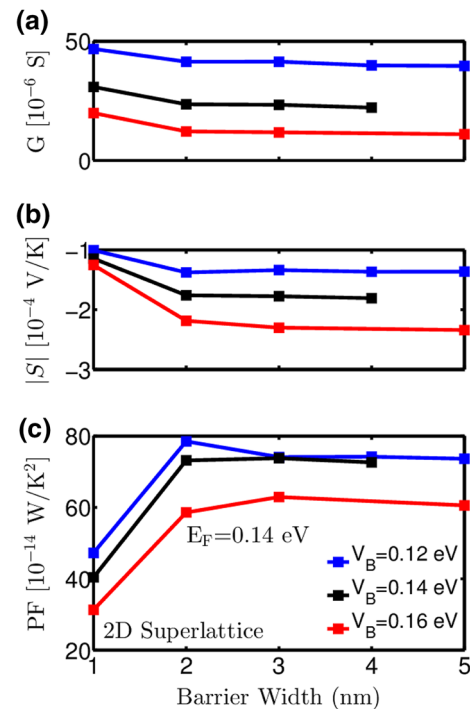 (a)
50
0
G [10⁻⁶ S]
(b)
−1
−2
−3
|S| [10⁻⁴ V/K]
(c)
80
60
40
20
PF [10⁻¹⁴ W/K²]
E_F=0.14 eV
V_B=0.12 eV
V_B=0.14 eV
V_B=0.16 eV
2D Superlattice
1 2 3 4 5
Barrier Width (nm)